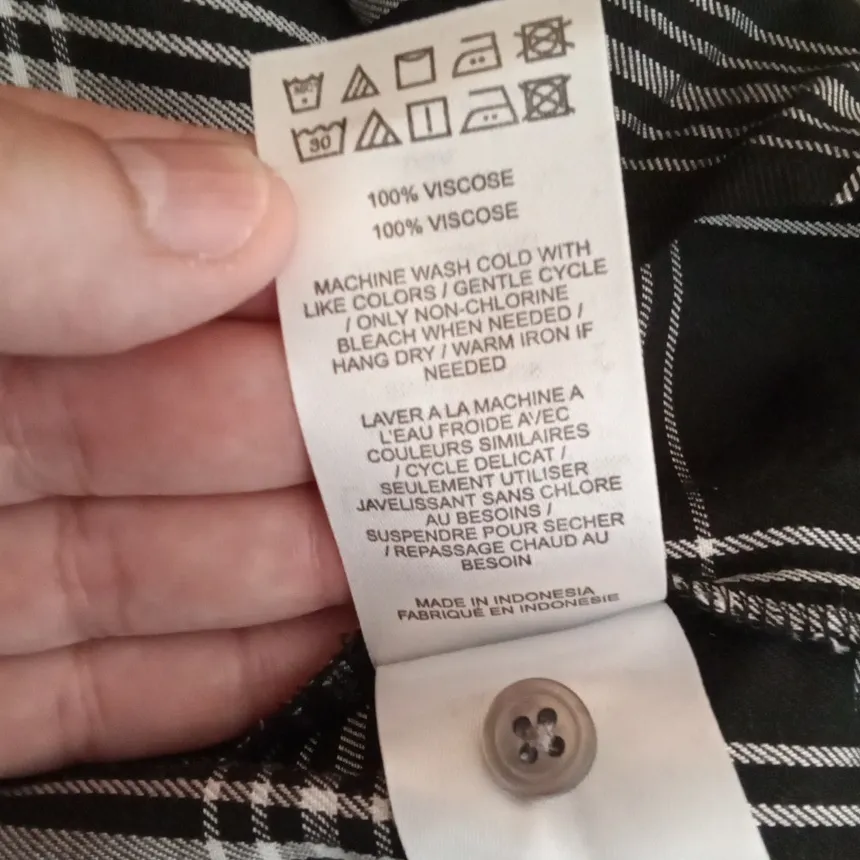 30
100% VISCOSE
100% VISCOSE
MACHINE WASH COLD WITH
LIKE COLORS / GENTLE CYCLE
/ ONLY NON-CHLORINE
BLEACH WHEN NEEDED /
HANG DRY / WARM IRON IF
NEEDED
LAVER A LA MACHINE A
L'EAU FROIDE AVEC
COULEURS SIMILAIRES
/ CYCLE DELICAT /
SEULEMENT UTILISER
JAVELISSANT SANS CHLORE
AU BESOINS /
SUSPENDRE POUR SECHER
/ REPASSAGE CHAUD AU
BESOIN
MADE IN INDONESIA
FABRIQUÉ EN INDONESIE